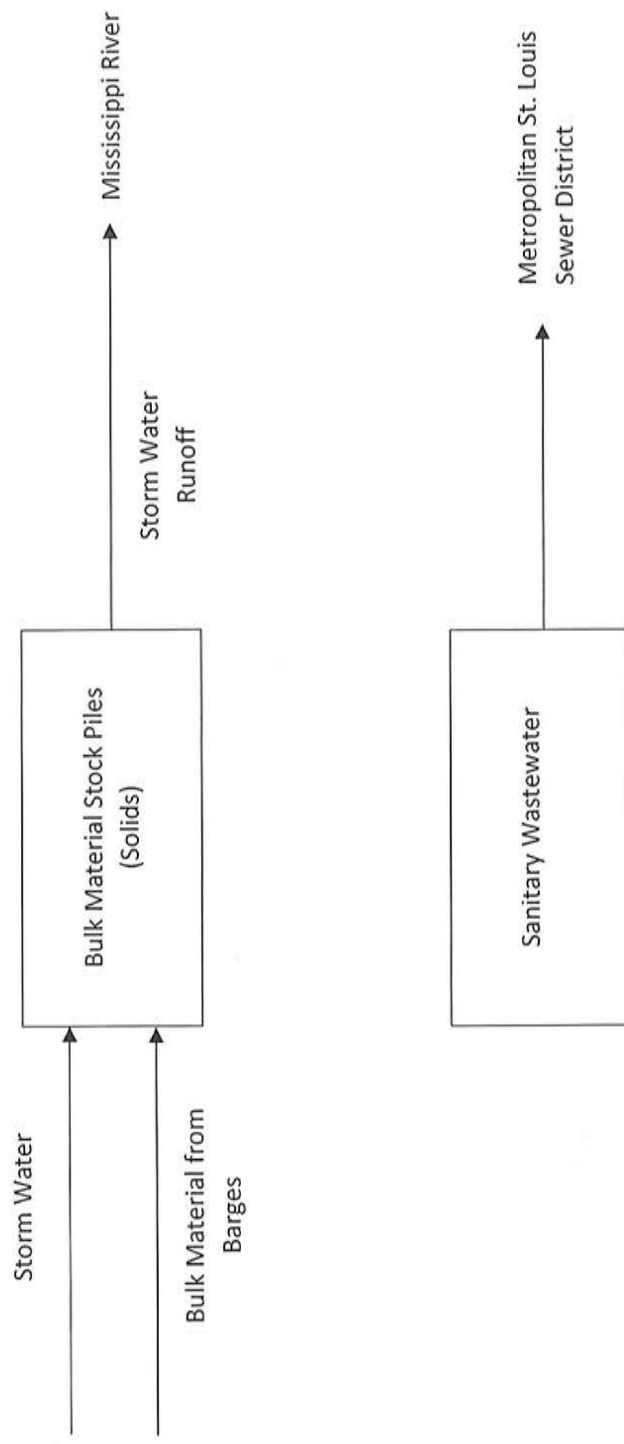 Storm Water
Bulk Material from
Barges
Bulk Material Stock Piles
(Solids)
Storm Water
Runoff
Mississippi River
Sanitary Wastewater
Metropolitan St. Louis
Sewer District